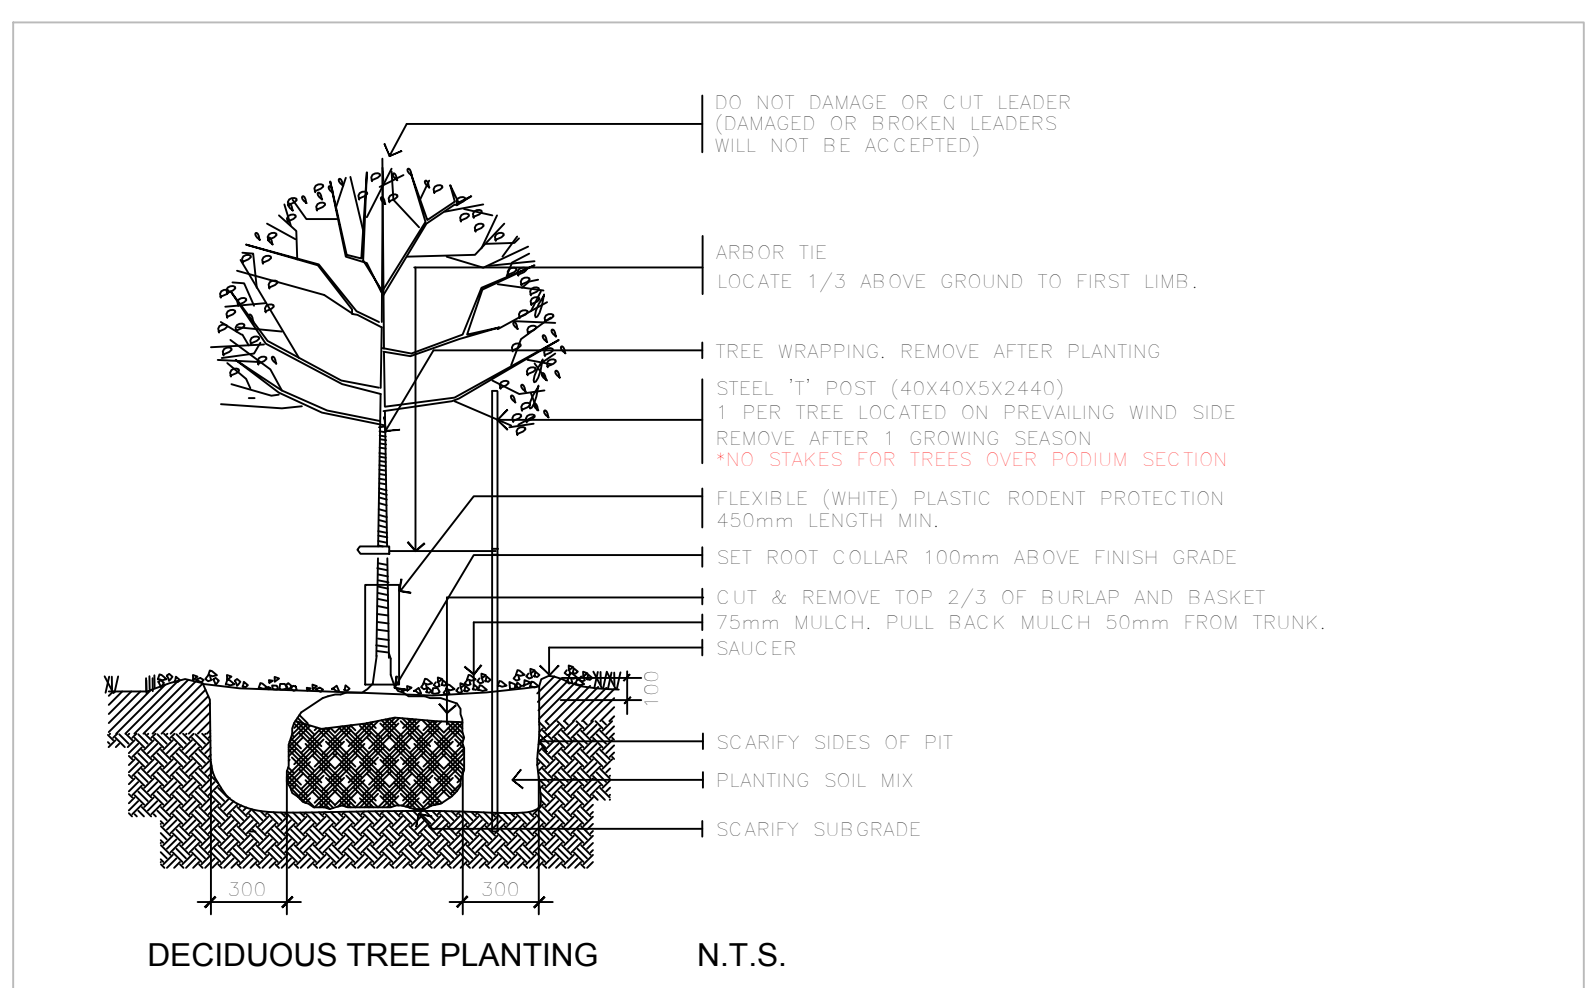 DO NOT DAMAGE OR CUT LEADER
(DAMAGED OR BROKEN LEADERS
WILL NOT BE ACCEPTED)
ARBOR TIE
LOCATE 1/3 ABOVE GROUND TO FIRST LIMB.
TREE WRAPPING. REMOVE AFTER PLANTING
STEEL 'T' POST (40X40X5X2440)
1 PER TREE LOCATED ON PREVAILING WIND SIDE
REMOVE AFTER 1 GROWING SEASON
*NO STAKES FOR TREES OVER PODIUM SECTION
FLEXIBLE (WHITE) PLASTIC RODENT PROTECTION
450mm LENGTH MIN.
SET ROOT COLLAR 100mm ABOVE FINISH GRADE
CUT & REMOVE TOP 2/3 OF BURLAP AND BASKET
75mm MULCH. PULL BACK MULCH 50mm FROM TRUNK.
SAUCER
100
SCARIFY SIDES OF PIT
PLANTING SOIL MIX
SCARIFY SUBGRADE
300
300
DECIDUOUS TREE PLANTING N.T.S.